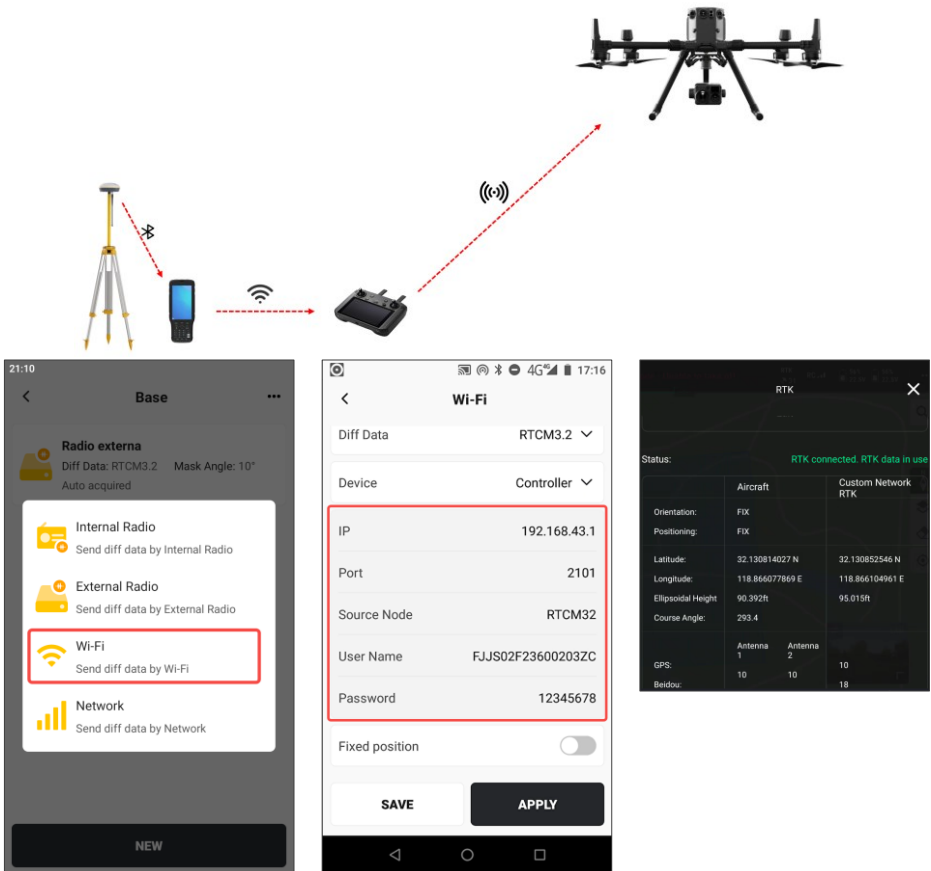 21:10
Base
Radio externa
Diff Data: RTCM3.2 Mask Angle: 10°
Auto acquired
Internal Radio
Send diff data by Internal Radio
External Radio
Send diff data by External Radio
Wi-Fi
Send diff data by Wi-Fi
Network
Send diff data by Network
NEW
4G 4G 17:16
Wi-Fi
Diff Data RTCM3.2
Device Controller
IP 192.168.43.1
Port 2101
Source Node RTCM32
User Name FJJS02F23600203ZC
Password 12345678
Fixed position
SAVE APPLY
RTK
Status: RTK connected. RTK data in use
Aircraft Custom Network
RTK
Orientation: FIX
Positioning: FIX
Latitude: 32.130814027 N 32.130852546 N
Longitude: 118.866077869 E 118.866104961 E
Ellipsoidal Height 90.392ft 95.015ft
Course Angle: 293.4
Antenna Antenna
1 2
GPS: 10 10 10
Beidou: 18